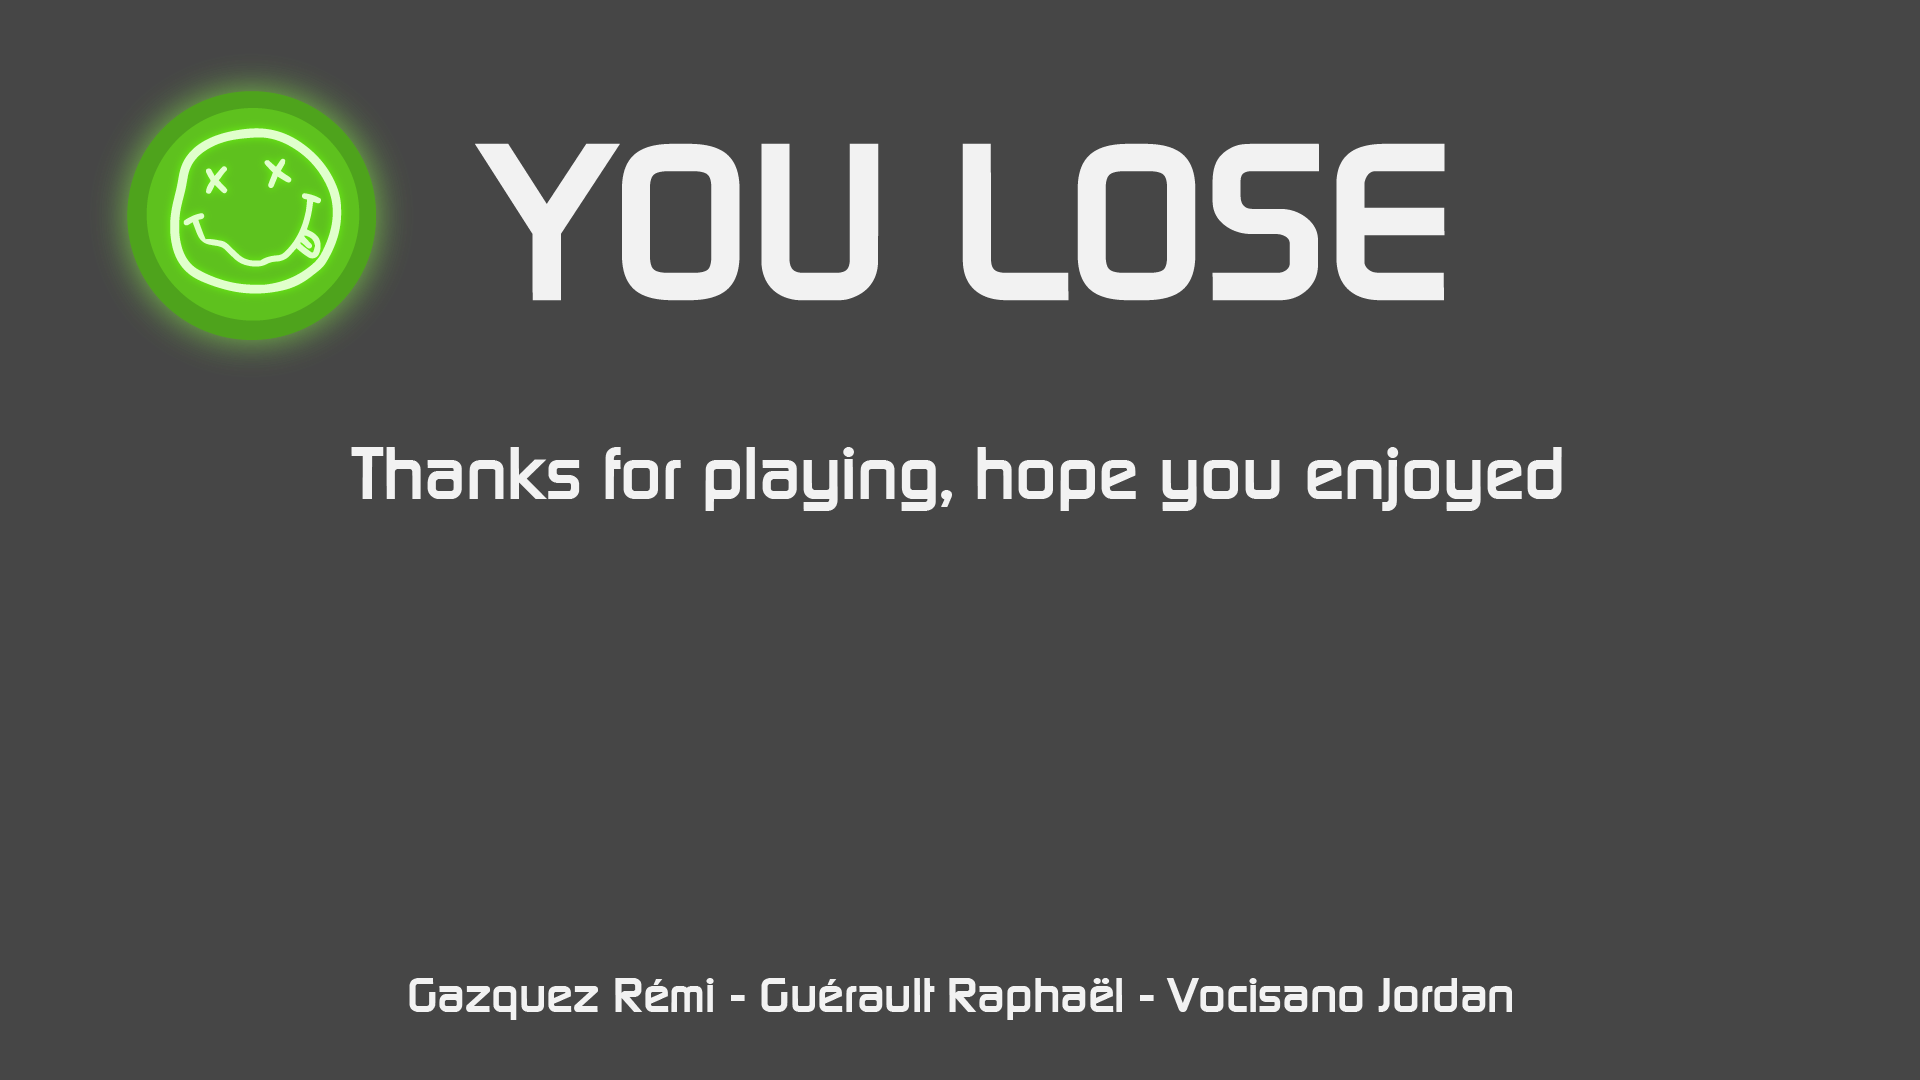 YOU LOSE
Thanks for playing, hope you enjoyed
Gazquez Rémi - Guérault Raphaël - Vocisano Jordan